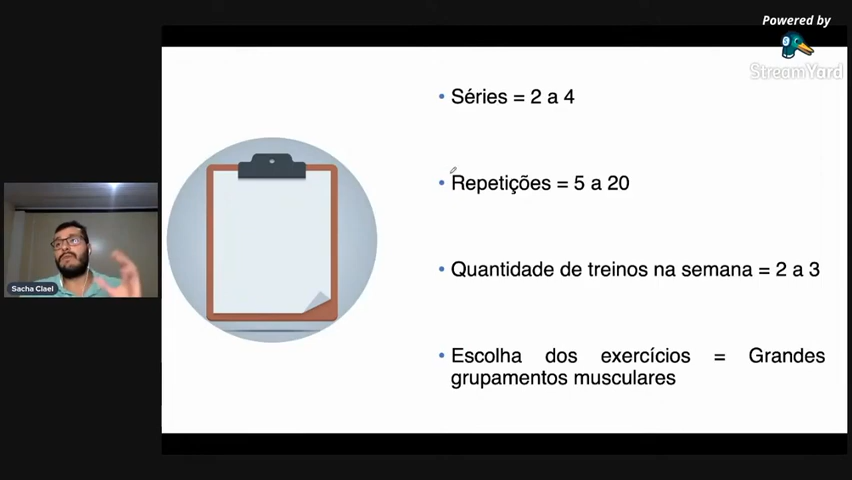 Powered by
StreamYard
• Séries = 2 a 4
• Repetições = 5 a 20
• Quantidade de treinos na semana = 2 a 3
• Escolha dos exercícios = Grandes
grupamentos musculares
Sacha Clael